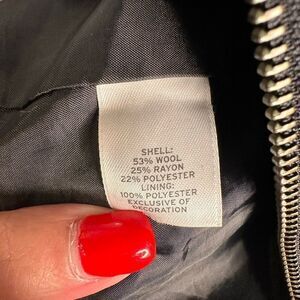 SHELL:
53% WOOL
25% RAYON
22% POLYESTER
LINING:
100% POLYESTER
EXCLUSIVE OF
DECORATION